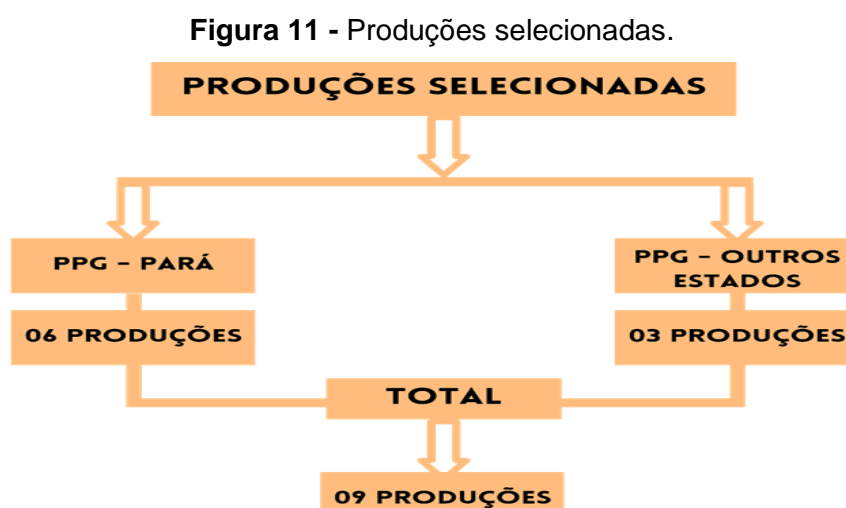 Figura 11 - Produções selecionadas.
PRODUÇÕES SELECIONADAS
PPG – PARÁ
PPG – OUTROS
ESTADOS
06 PRODUÇÕES
03 PRODUÇÕES
TOTAL
09 PRODUÇÕES